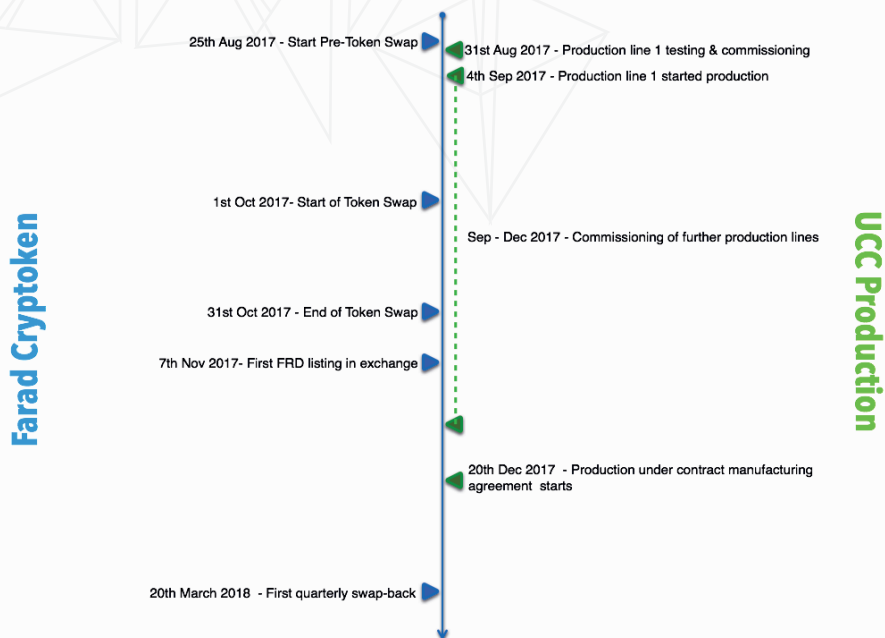 25th Aug 2017 - Start Pre-Token Swap
31st Aug 2017 - Production line 1 testing & commissioning
4th Sep 2017 - Production line 1 started production
1st Oct 2017- Start of Token Swap
Sep - Dec 2017 - Commissioning of further production lines
31st Oct 2017 - End of Token Swap
7th Nov 2017- First FRD listing in exchange
20th Dec 2017 - Production under contract manufacturing
agreement starts
20th March 2018 - First quarterly swap-back
Farad Cryptoken
UCC Production